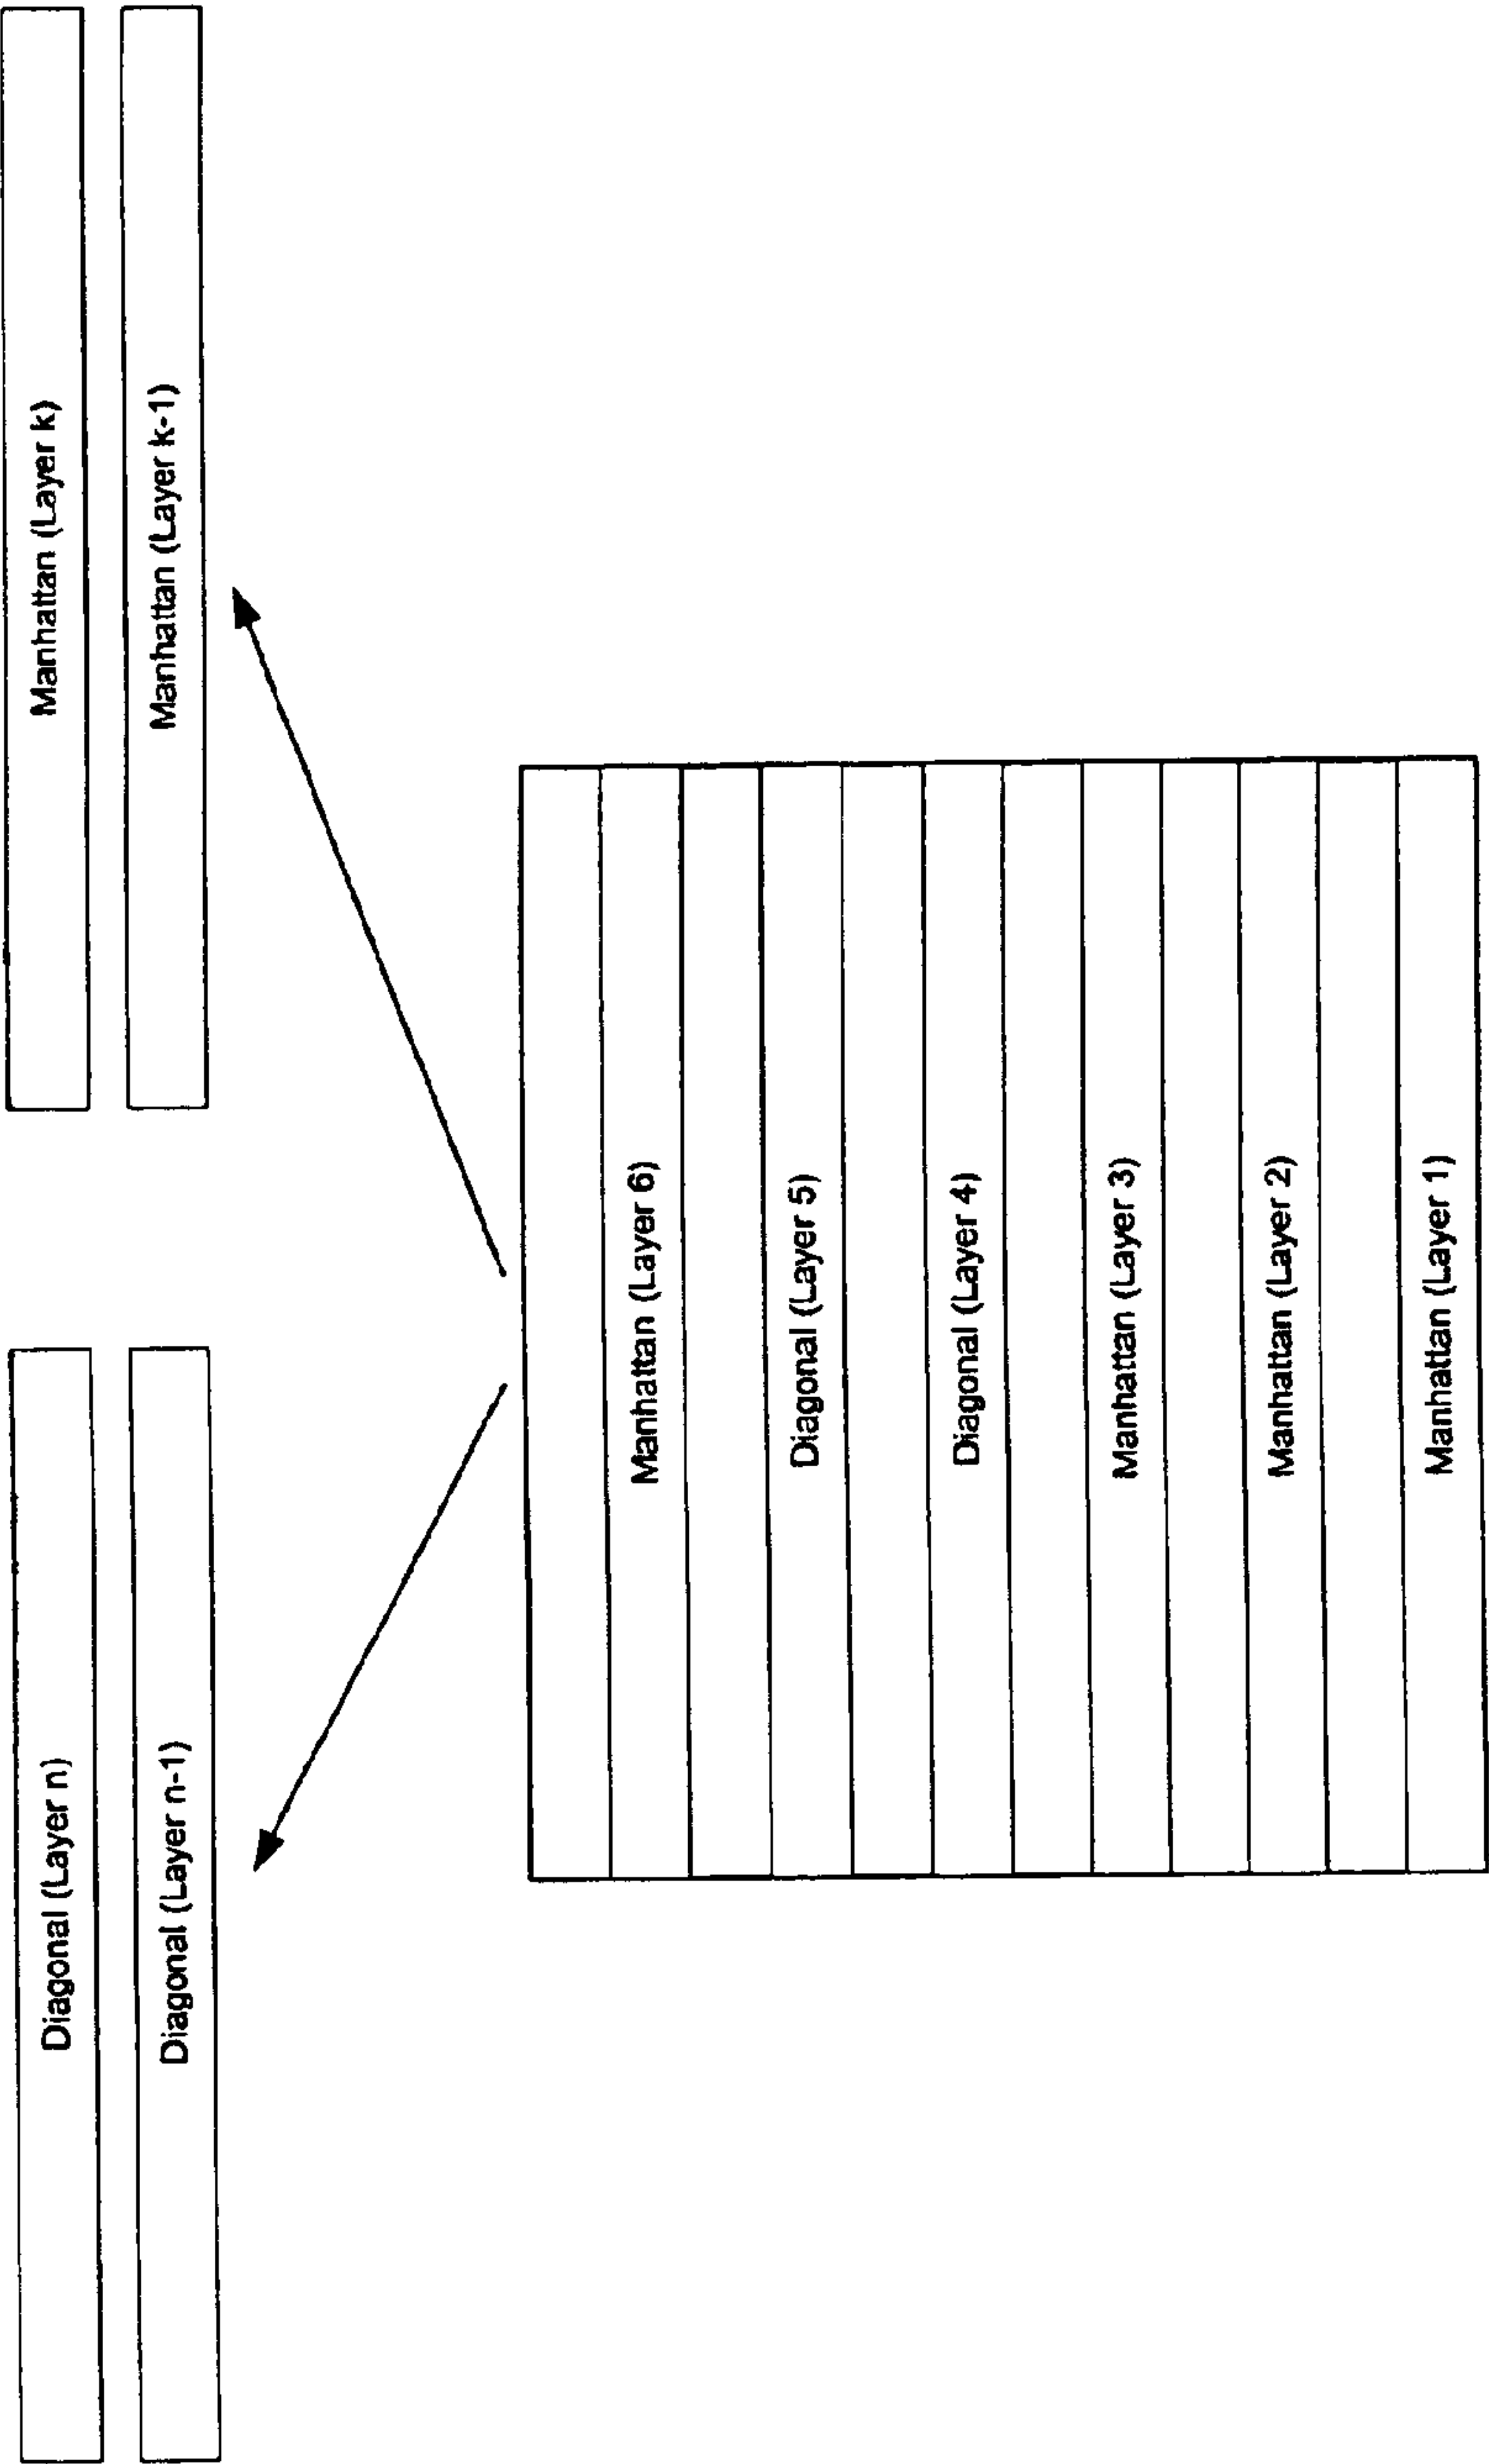 Diagonal (Layer n)
Manhattan (Layer k)
Diagonal (Layer n-1)
Manhattan (Layer k-1)
Manhattan (Layer 6)
Diagonal (Layer 5)
Diagonal (Layer 4)
Manhattan (Layer 3)
Manhattan (Layer 2)
Manhattan (Layer 1)